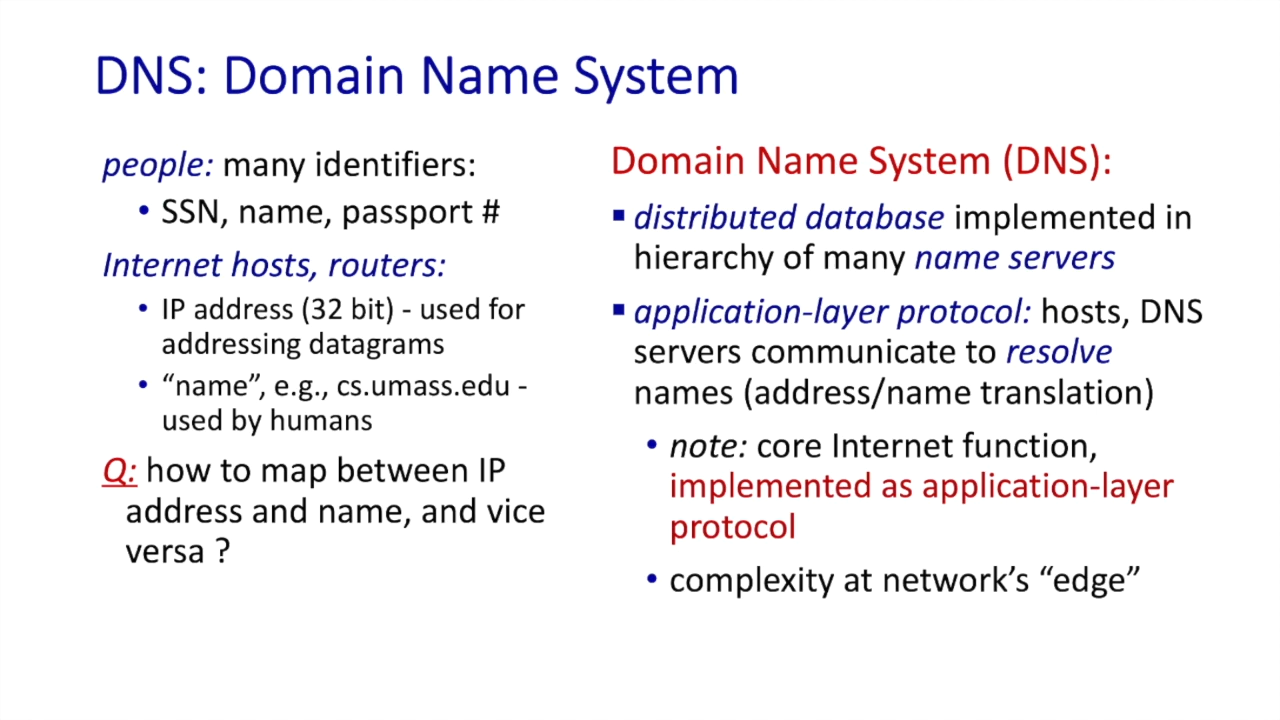 DNS: Domain Name System
people: many identifiers:
• SSN, name, passport #
Internet hosts, routers:
• IP address (32 bit) - used for
addressing datagrams
• “name”, e.g., cs.umass.edu -
used by humans
Q: how to map between IP
address and name, and vice
versa ?
Domain Name System (DNS):
▪ distributed database implemented in
hierarchy of many name servers
▪ application-layer protocol: hosts, DNS
servers communicate to resolve
names (address/name translation)
• note: core Internet function,
implemented as application-layer
protocol
• complexity at network’s “edge”